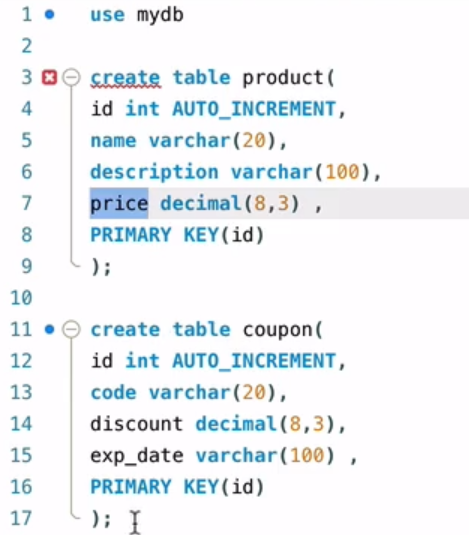 1 use mydb
2
3 create table product(
4 id int AUTO_INCREMENT,
5 name varchar(20),
6 description varchar(100),
7 price decimal(8,3) ,
8 PRIMARY KEY(id)
9 );
10
11 create table coupon(
12 id int AUTO_INCREMENT,
13 code varchar(20),
14 discount decimal(8,3),
15 exp_date varchar(100) ,
16 PRIMARY KEY(id)
17 );